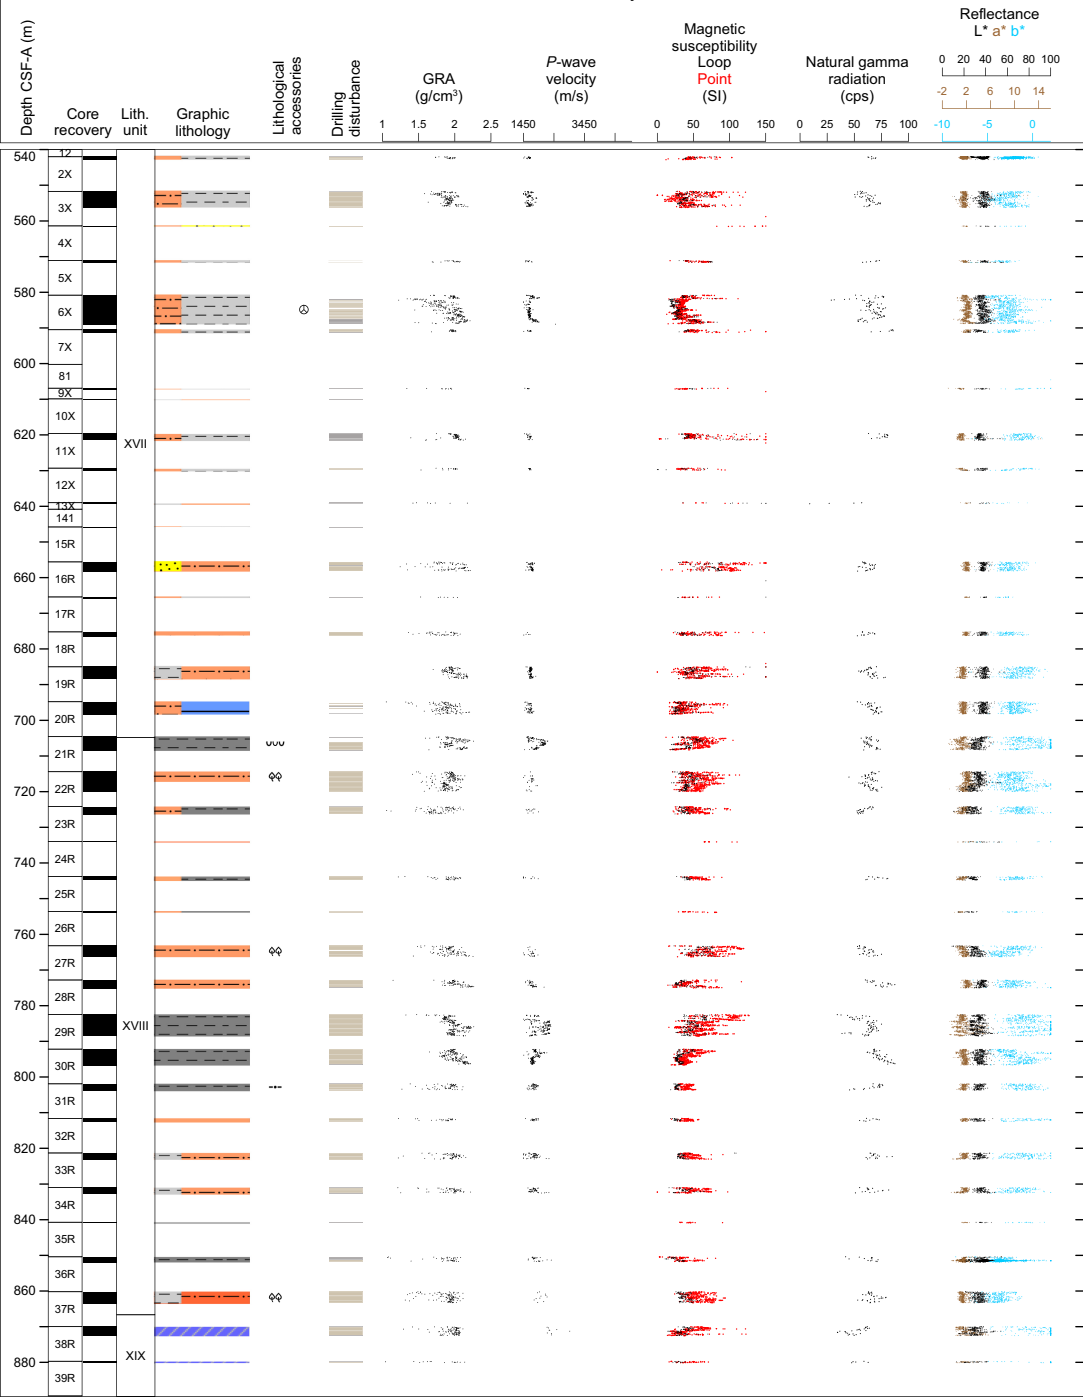 Depth CSF-A (m)
Core
recovery
Lith.
unit
Graphic
lithology
Lithological
accessories
Drilling
disturbance
GRA
(g/cm³)
1 1.5 2 2.5
P-wave
velocity
(m/s)
1450 3450
Magnetic
susceptibility
Loop
Point
(SI)
0 50 100 150
Natural gamma
radiation
(cps)
0 25 50 75 100
Reflectance
L* a* b*
0 20 40 60 80 100
-2 2 6 10 14
-10 -5 0
540
560
580
600
620
640
660
680
700
720
740
760
780
800
820
840
860
880
12
2X
3X
4X
5X
6X
7X
81
9X
10X
11X
12X
13X
141
15R
16R
17R
18R
19R
20R
21R
22R
23R
24R
25R
26R
27R
28R
29R
30R
31R
32R
33R
34R
35R
36R
37R
38R
39R
XVII
XVIII
XIX